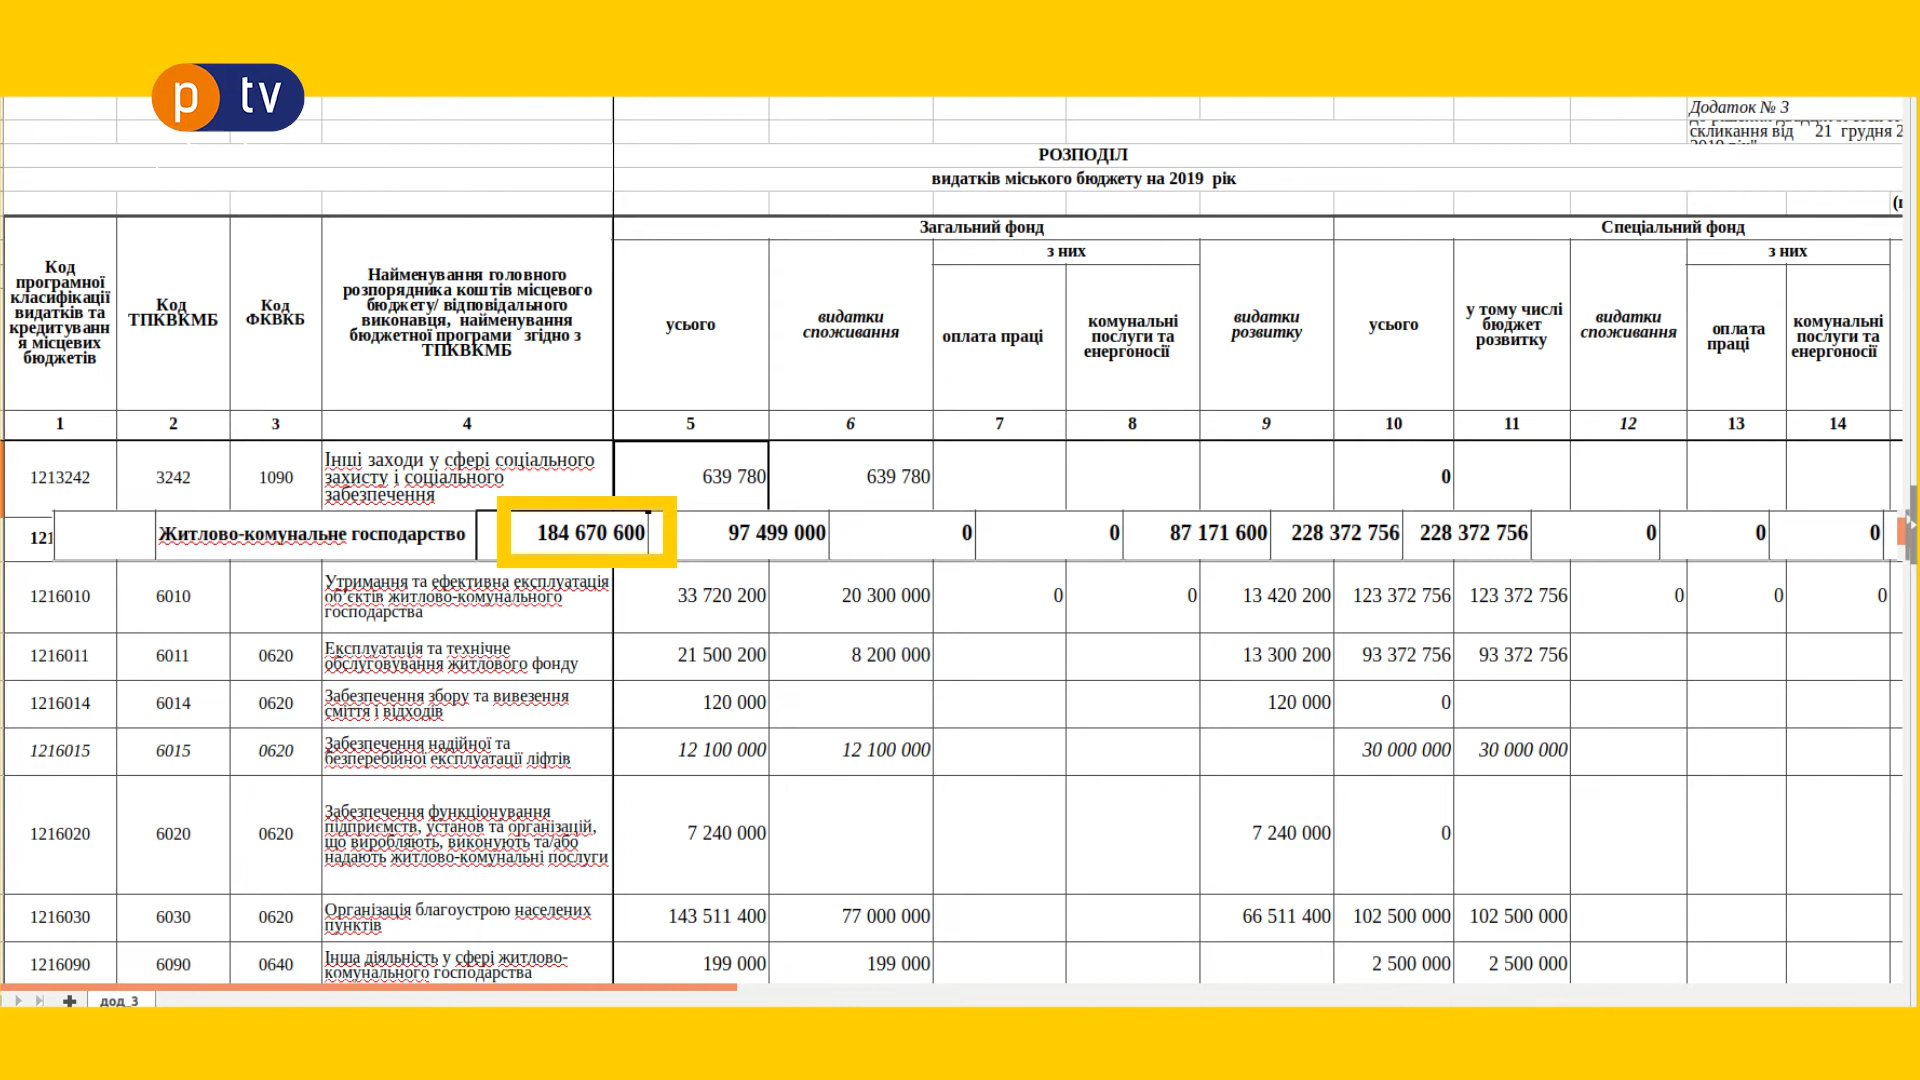 p tv
Додаток № 3
скликання від 21 грудня 2
РОЗПОДІЛ
видатків міського бюджету на 2019 рік
Загальний фонд
Спеціальний фонд
з них
з них
Код
програмної
класифікації
видатків та
кредитуванн
я місцевих
бюджетів
Код
ТПКВКМБ
Код
ФКВКБ
Найменування головного
розпорядника коштів місцевого
бюджету/ відповідального
виконавця, найменування
бюджетної програми згідно з
ТПКВКМБ
усього
видатки
споживання
оплата праці
комунальні
послуги та
енергоносії
видатки
розвитку
усього
у тому числі
бюджет
розвитку
видатки
споживання
оплата
праці
комунальні
послуги та
енергоносії
1 2 3 4 5 6 7 8 9 10 11 12 13 14
1213242 3242 1090 Інші заходи у сфері соціального
захисту і соціального
забезпечення
639 780 639 780 0
121 Житлово-комунальне господарство 184 670 600 97 499 000 0 0 87 171 600 228 372 756 228 372 756 0 0 0
1216010 6010 Утримання та ефективна експлуатація
об’єктів житлово-комунального
господарства
33 720 200 20 300 000 0 0 13 420 200 123 372 756 123 372 756 0 0 0
1216011 6011 0620 Експлуатація та технічне
обслуговування житлового фонду
21 500 200 8 200 000 13 300 200 93 372 756 93 372 756
1216014 6014 0620 Забезпечення збору та вивезення
сміття і відходів
120 000 120 000 0
1216015 6015 0620 Забезпечення надійної та
безперебійної експлуатації ліфтів
12 100 000 12 100 000 30 000 000 30 000 000
1216020 6020 0620 Забезпечення функціонування
підприємств, установ та організацій,
що виробляють, виконують та/або
надають житлово-комунальні послуги
7 240 000 7 240 000 0
1216030 6030 0620 Організація благоустрою населених
пунктів
143 511 400 77 000 000 66 511 400 102 500 000 102 500 000
1216090 6090 0640 Інша діяльність у сфері житлово-
комунального господарства
199 000 199 000 2 500 000 2 500 000
дод_3